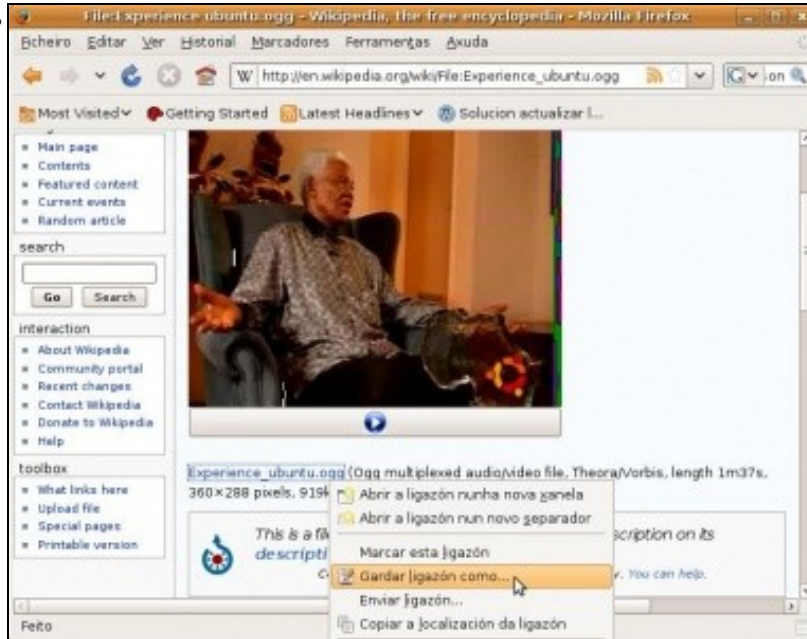 File:Experience ubuntu.ogg - Wikipedia, the free encyclopedia - Mozilla Firefox
Ficheiro Editar Ver Historial Marcadores Ferramentas Axuda
W http://en.wikipedia.org/wiki/File:Experience_ubuntu.ogg G on
Most Visited Getting Started Latest Headlines Solucion actualizar l...
Main page
Contents
Featured content
Current events
Random article
search
Go Search
interaction
About Wikipedia
Community portal
Recent changes
Contact Wikipedia
Donate to Wikipedia
Help
toolbox
What links here
Upload file
Special pages
Printable version
Experience_ubuntu.ogg (Ogg multiplexed audio/video file, Theora/Vorbis, length 1m37s,
360×288 pixels, 919k
Abrir a ligazón nunha nova xanela
Abrir a ligazón nun novo separador
Marcar esta ligazón
Gardar ligazón como...
Enviar ligazón...
Copiar a localización da ligazón
This is a fil scription on its
descripti
C . You can help.
Feito